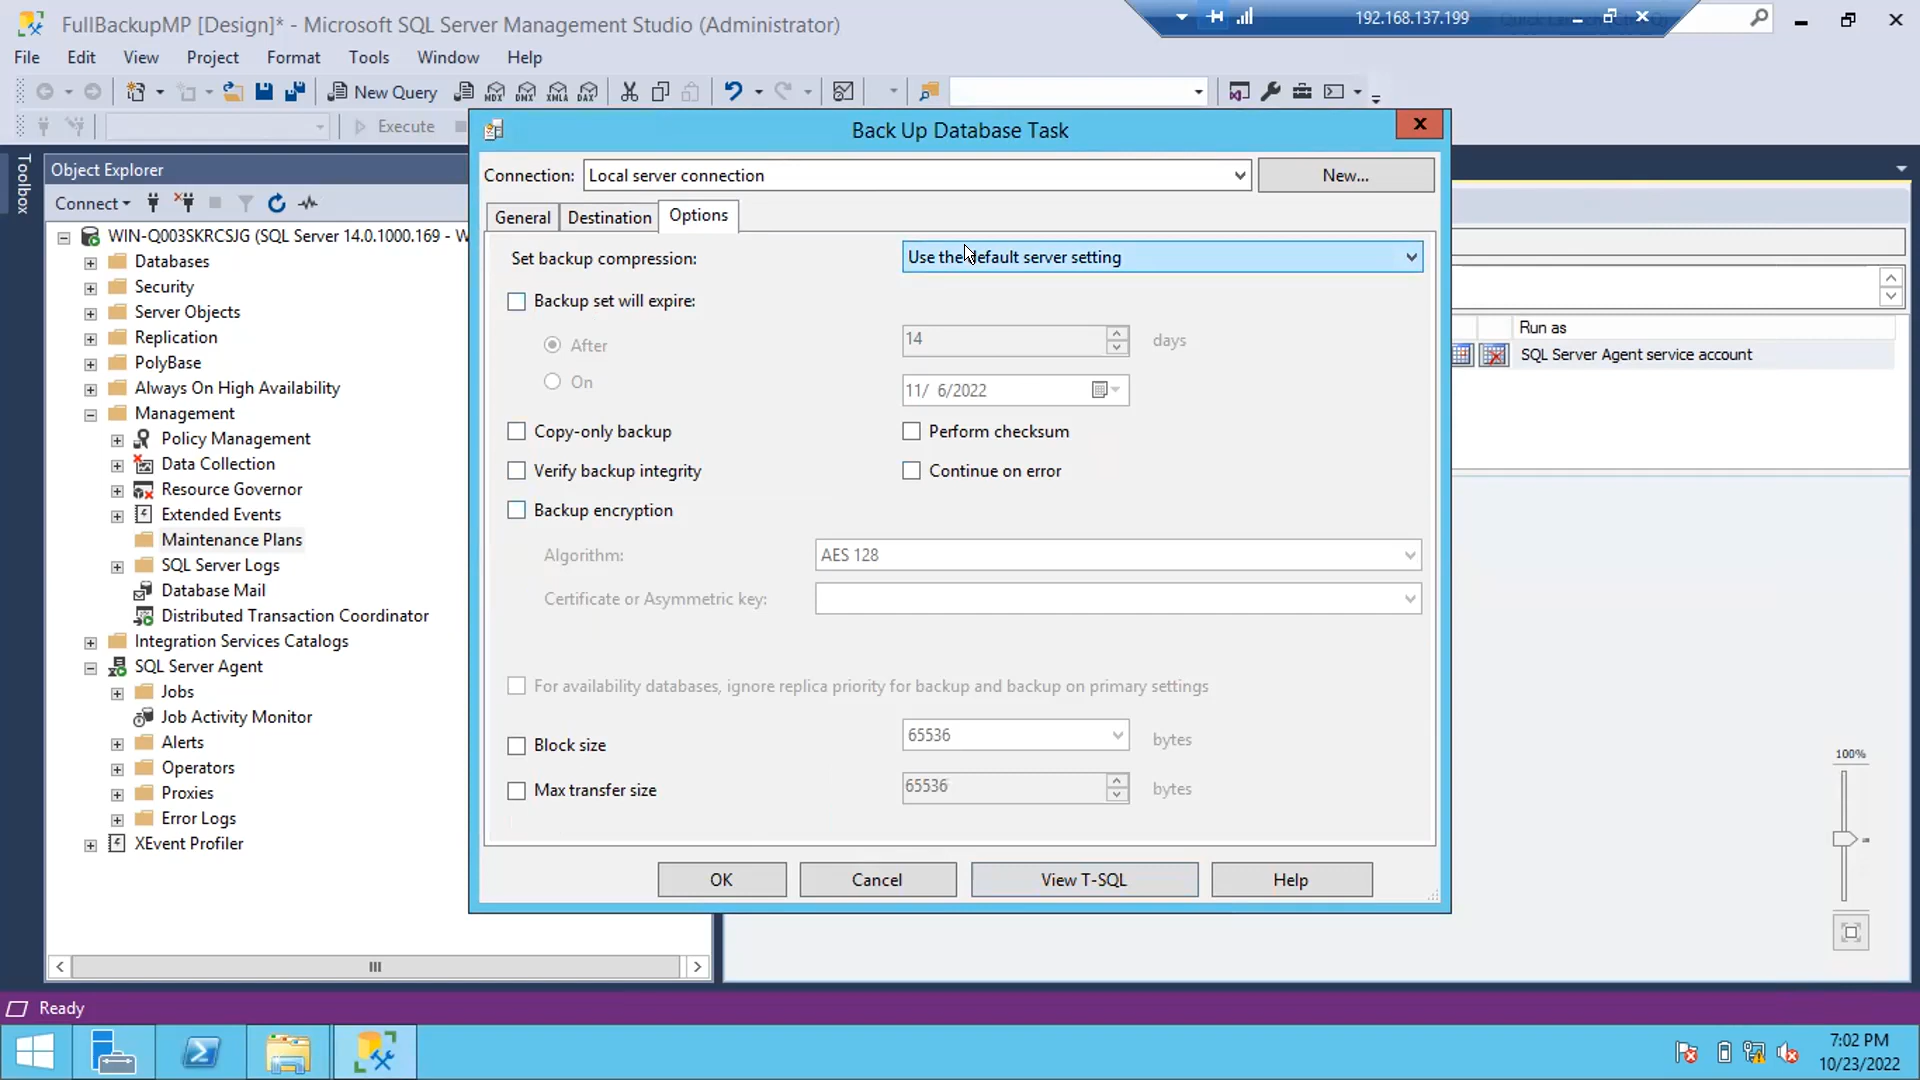 FullBackupMP [Design]* - Microsoft SQL Server Management Studio (Administrator)
192.168.137.199
File Edit View Project Format Tools Window Help
New Query
MDX DMX XMLA DAX
Execute
Toolbox
Object Explorer
Connect
WIN-Q003SKRCSJG (SQL Server 14.0.1000.169 - W
Databases
Security
Server Objects
Replication
PolyBase
Always On High Availability
Management
Policy Management
Data Collection
Resource Governor
Extended Events
Maintenance Plans
SQL Server Logs
Database Mail
Distributed Transaction Coordinator
Integration Services Catalogs
SQL Server Agent
Jobs
Job Activity Monitor
Alerts
Operators
Proxies
Error Logs
XEvent Profiler
Back Up Database Task
Connection: Local server connection New...
General Destination Options
Set backup compression: Use the default server setting
Backup set will expire:
After 14 days
On 11/ 6/2022
Copy-only backup Perform checksum
Verify backup integrity Continue on error
Backup encryption
Algorithm: AES 128
Certificate or Asymmetric key:
For availability databases, ignore replica priority for backup and backup on primary settings
Block size 65536 bytes
Max transfer size 65536 bytes
OK Cancel View T-SQL Help
Run as
SQL Server Agent service account
100%
Ready
7:02 PM
10/23/2022